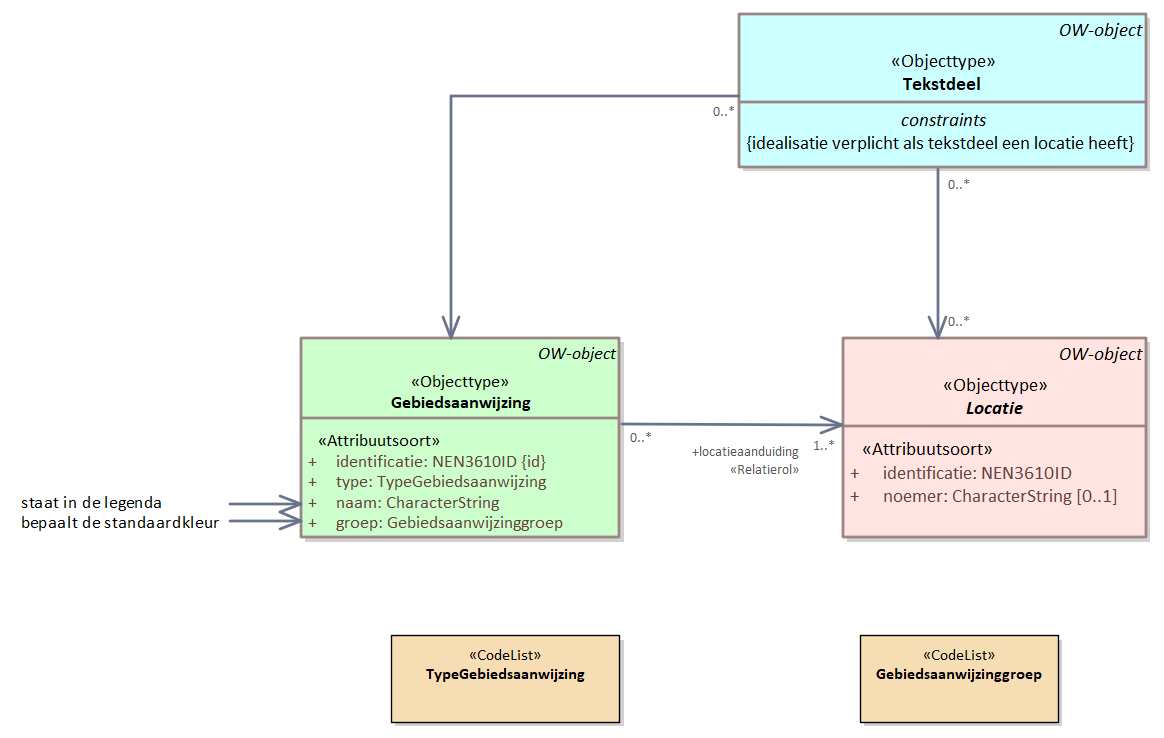 OW-object
«Objecttype»
Tekstdeel
constraints
{idealisatie verplicht als tekstdeel een locatie heeft}
0..*
0..*
0..*
OW-object
«Objecttype»
Gebiedsaanwijzing
«Attribuutsoort»
+ identificatie: NEN3610ID {id}
+ type: TypeGebiedsaanwijzing
+ naam: CharacterString
+ groep: Gebiedsaanwijzinggroep
staat in de legenda
bepaalt de standaardkleur
0..*
+locatieaanduiding
«Relatierol»
1..*
OW-object
«Objecttype»
Locatie
«Attribuutsoort»
+ identificatie: NEN3610ID
+ noemer: CharacterString [0..1]
«CodeList»
TypeGebiedsaanwijzing
«CodeList»
Gebiedsaanwijzinggroep